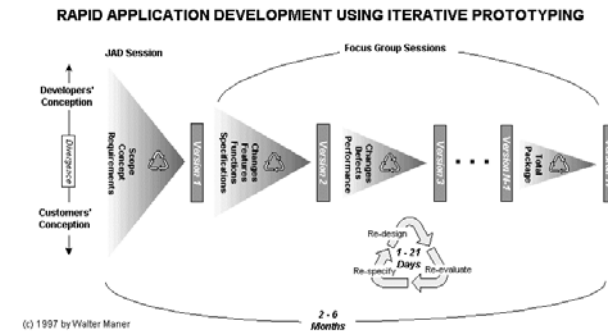 RAPID APPLICATION DEVELOPMENT USING ITERATIVE PROTOTYPING
JAD Session
Focus Group Sessions
Developers'
Conception
Divergence
Customers'
Conception
Scope
Concept
Requirements
Version 1
Changes
Features
Functions
Specifications
Version 2
Changes
Defects
Performance
Version 3
Version N-1
Total
Package
Re-design
1 - 21
Days
Re-specify
Re-evaluate
2 - 6
Months
(c) 1997 by Walter Maner